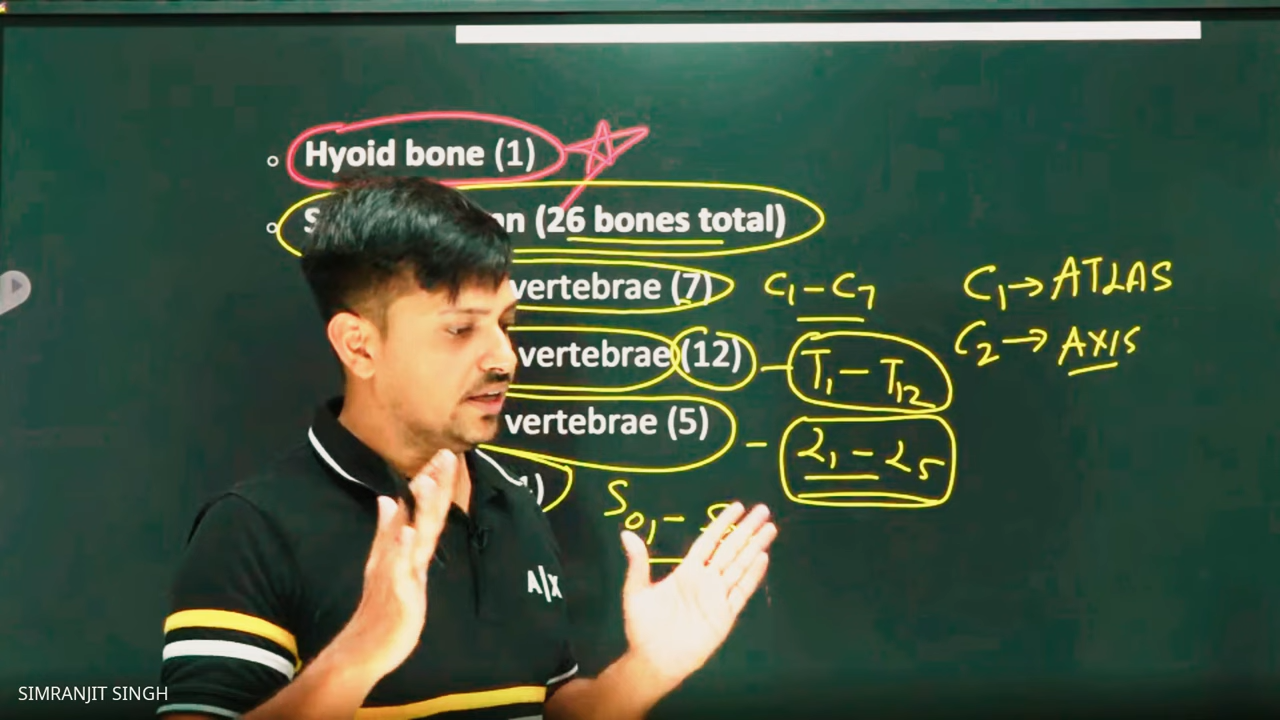 Hyoid bone (1)
(26 bones total)
vertebrae (7) C1 – C7 C1 → ATLAS
C2 → AXIS
vertebrae (12) – T1 – T12
vertebrae (5) – L1 – L5
A|X
SIMRANJIT SINGH